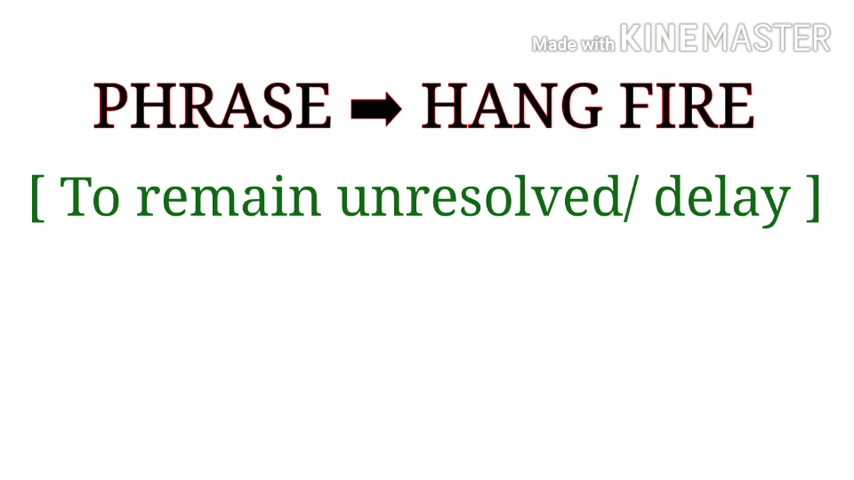 Made with KINEMASTER
PHRASE ➡ HANG FIRE
[ To remain unresolved/ delay ]